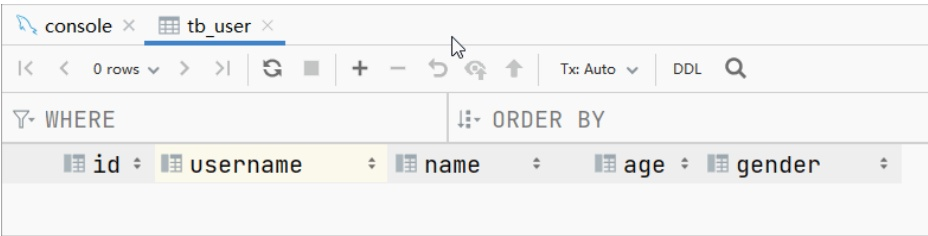 console tb_user
0 rows Tx: Auto DDL
WHERE ORDER BY
id username name age gender